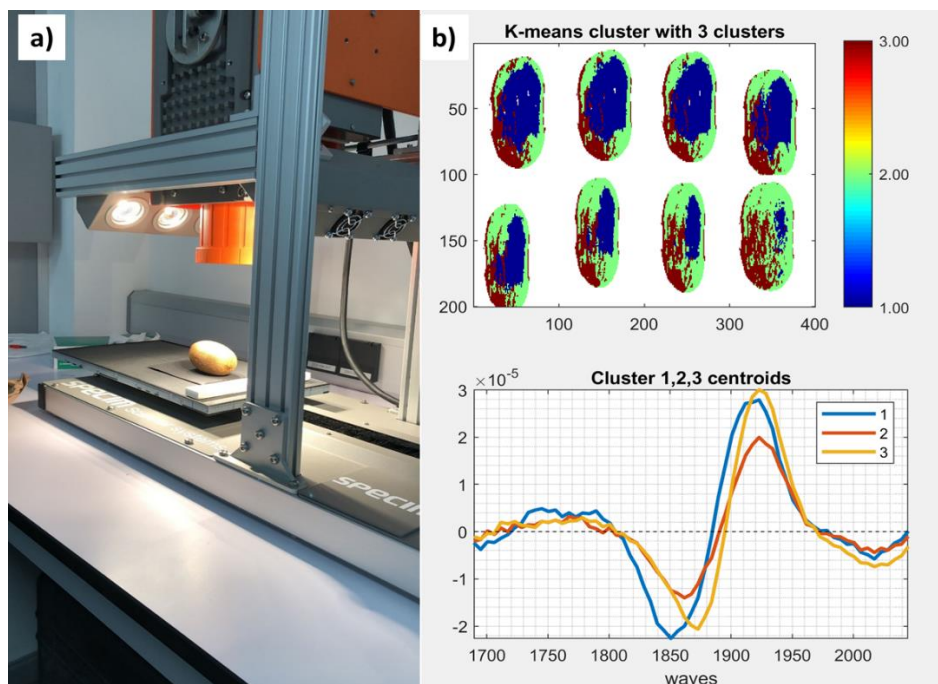 a)
SPECIM
SPECIM
b)
K-means cluster with 3 clusters
50
100
150
200
100 200 300 400
3.00
2.00
1.00
×10⁻⁵
Cluster 1,2,3 centroids
3
2
1
0
-1
-2
1
2
3
1700 1750 1800 1850 1900 1950 2000
waves